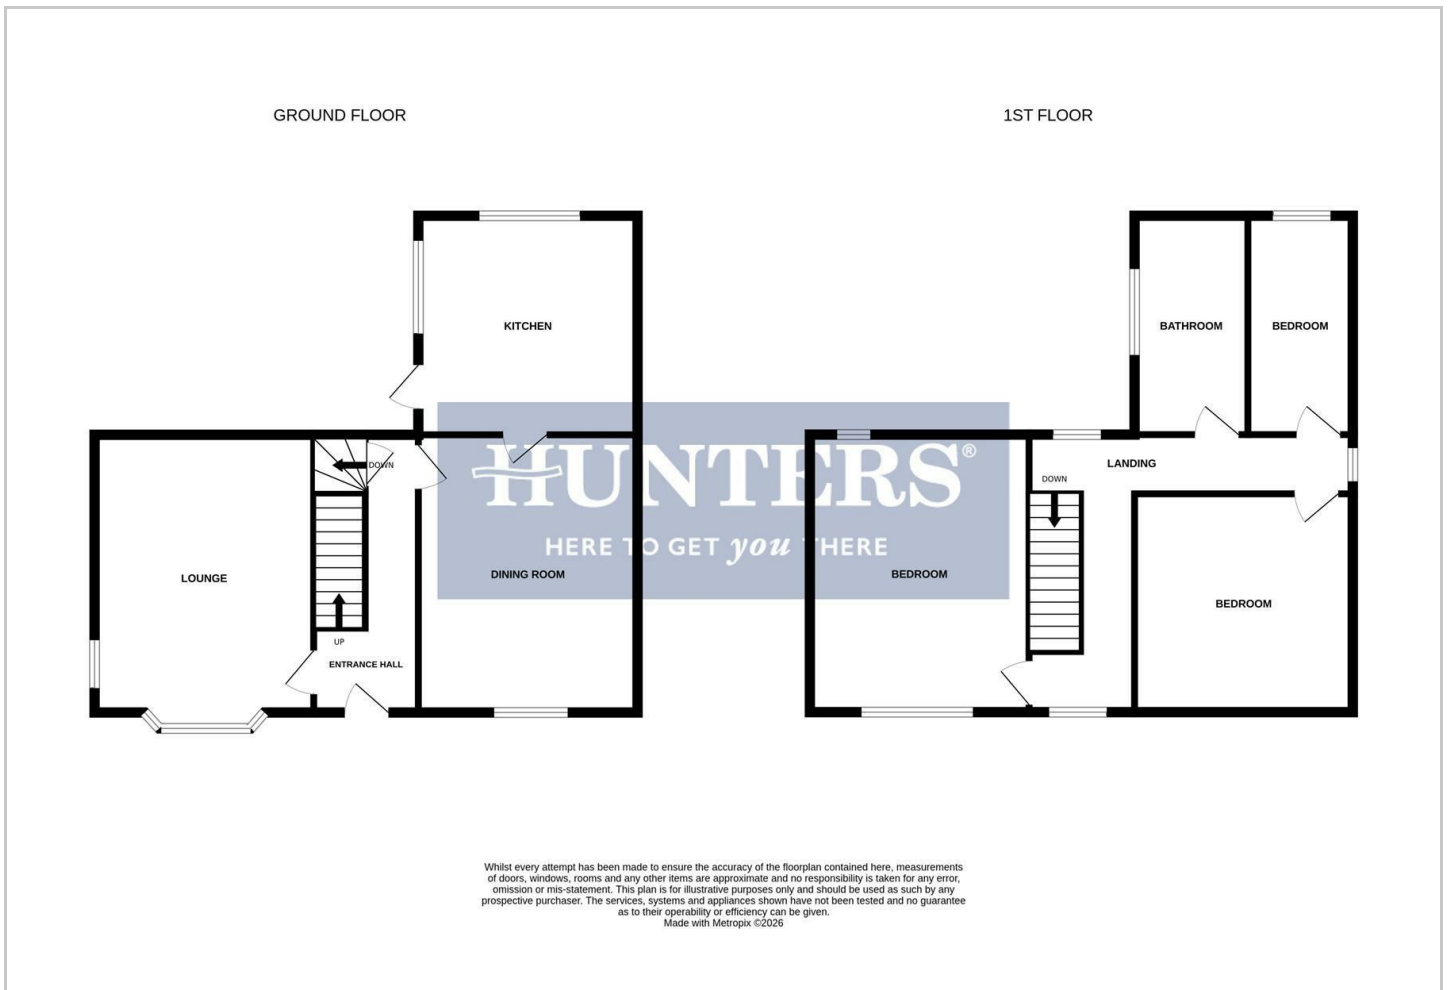 GROUND FLOOR
1ST FLOOR
KITCHEN
DOWN
LOUNGE
DINING ROOM
UP
ENTRANCE HALL
BATHROOM
BEDROOM
LANDING
DOWN
BEDROOM
BEDROOM
HUNTERS®
HERE TO GET you THERE
Whilst every attempt has been made to ensure the accuracy of the floorplan contained here, measurements
of doors, windows, rooms and any other items are approximate and no responsibility is taken for any error,
omission or mis-statement. This plan is for illustrative purposes only and should be used as such by any
prospective purchaser. The services, systems and appliances shown have not been tested and no guarantee
as to their operability or efficiency can be given.
Made with Metropix ©2026